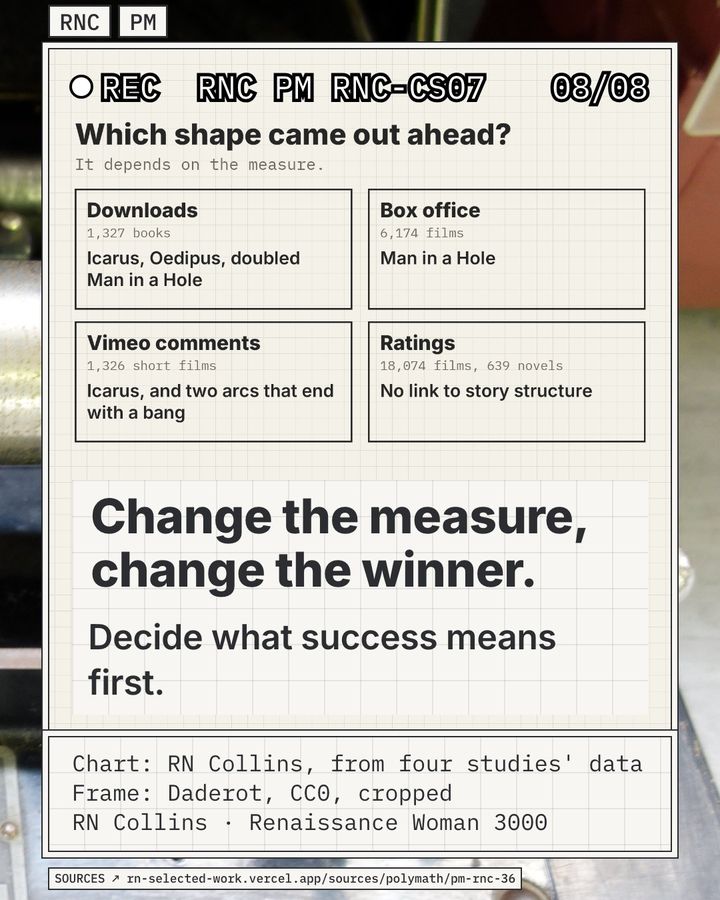 RNC PM
REC RNC PM RNC-CS07 08/08
Which shape came out ahead?
It depends on the measure.
Downloads
1,327 books
Icarus, Oedipus, doubled
Man in a Hole
Box office
6,174 films
Man in a Hole
Vimeo comments
1,326 short films
Icarus, and two arcs that end
with a bang
Ratings
18,074 films, 639 novels
No link to story structure
Change the measure,
change the winner.
Decide what success means
first.
Chart: RN Collins, from four studies' data
Frame: Daderot, CC0, cropped
RN Collins · Renaissance Woman 3000
SOURCES ↗ rn-selected-work.vercel.app/sources/polymath/pm-rnc-36